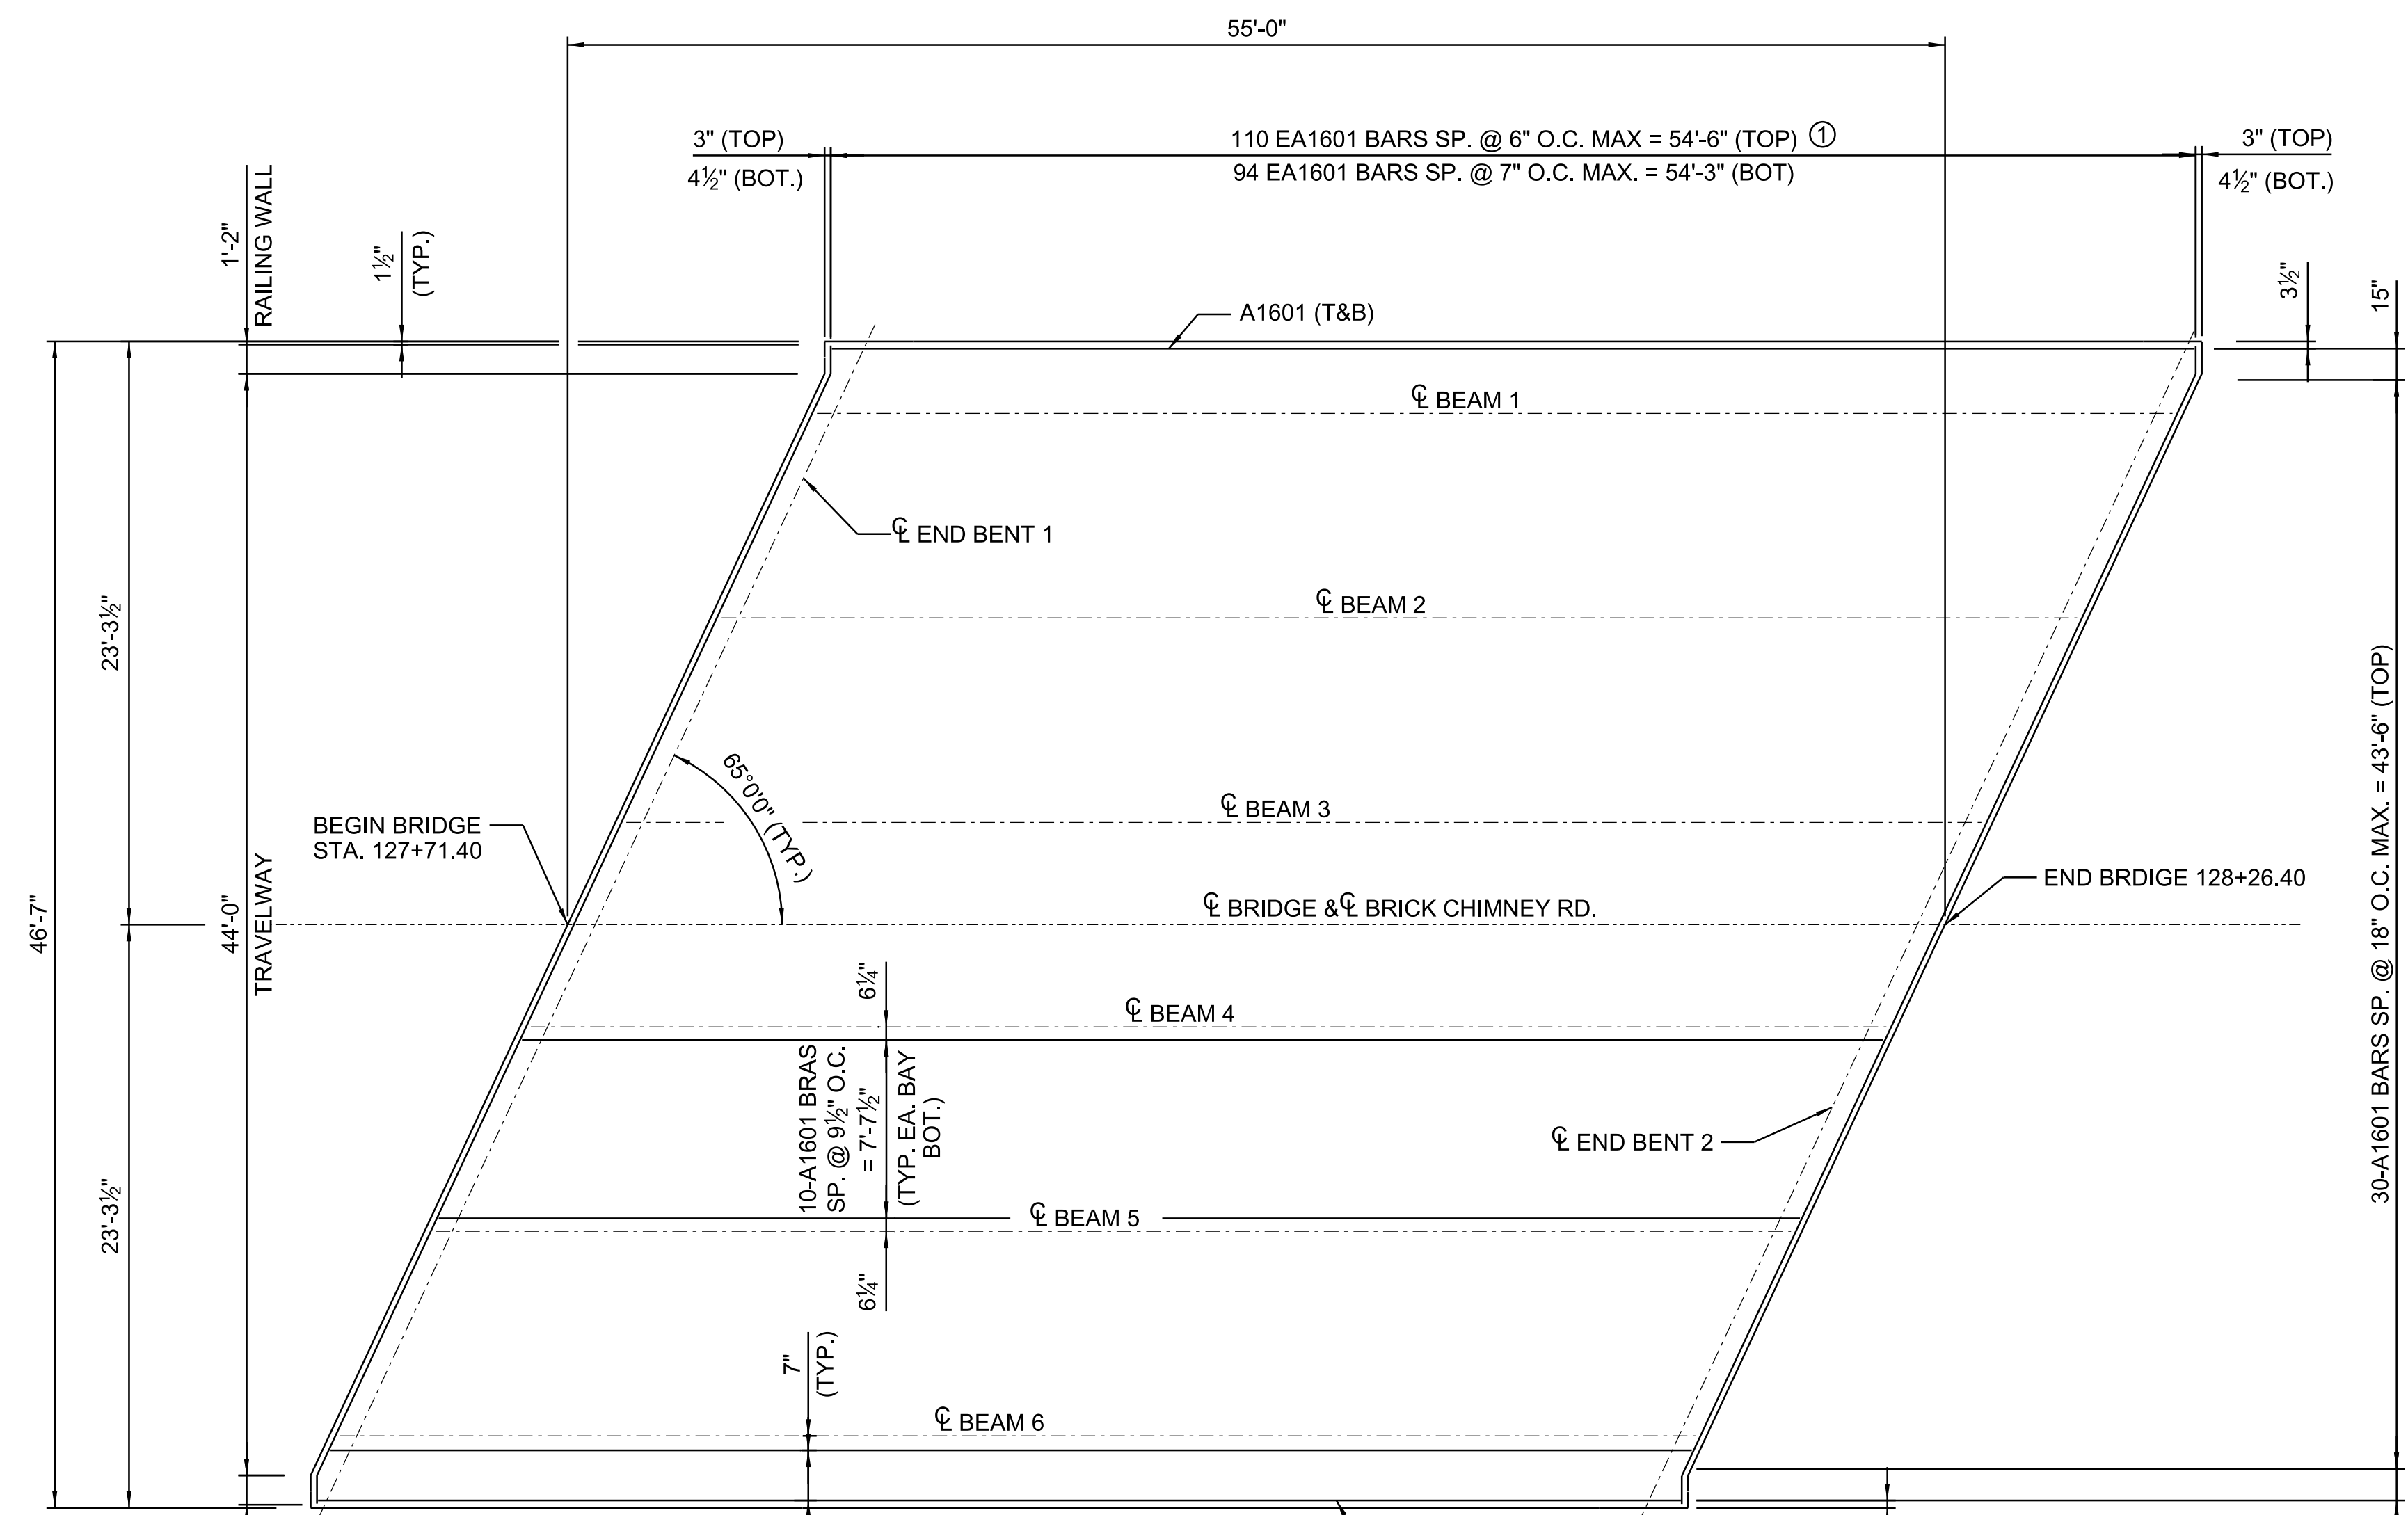 55'-0"
3" (TOP)
4½" (BOT.)
110 EA1601 BARS SP. @ 6" O.C. MAX = 54'-6" (TOP) ①
94 EA1601 BARS SP. @ 7" O.C. MAX. = 54'-3" (BOT)
3" (TOP)
4½" (BOT.)
1'-2"
RAILING WALL
1½"
(TYP.)
3½"
15"
A1601 (T&B)
℄ BEAM 1
℄ END BENT 1
℄ BEAM 2
23'-3½"
65°0'0" (TYP.)
℄ BEAM 3
BEGIN BRIDGE
STA. 127+71.40
END BRDIGE 128+26.40
℄ BRIDGE & ℄ BRICK CHIMNEY RD.
46'-7"
44'-0"
TRAVELWAY
30-A1601 BARS SP. @ 18" O.C. MAX. = 43'-6" (TOP)
6¼"
℄ BEAM 4
10-A1601 BRAS
SP. @ 9½" O.C.
= 7'-7½"
(TYP. EA. BAY
BOT.)
℄ END BENT 2
23'-3½"
℄ BEAM 5
6¼"
7"
(TYP.)
℄ BEAM 6